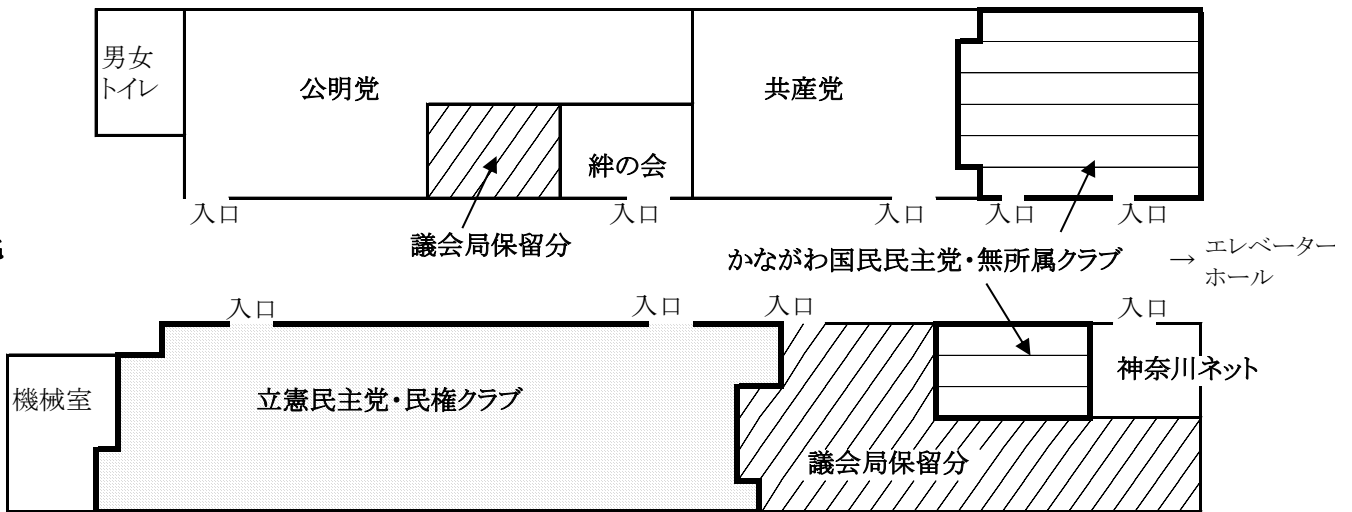 男女
トイレ
公明党
共産党
絆の会
入口
入口
入口
入口
入口
議会局保留分
かながわ国民民主党・無所属クラブ
→ エレベーター
ホール
入口
入口
入口
入口
機械室
立憲民主党・民権クラブ
神奈川ネット
議会局保留分